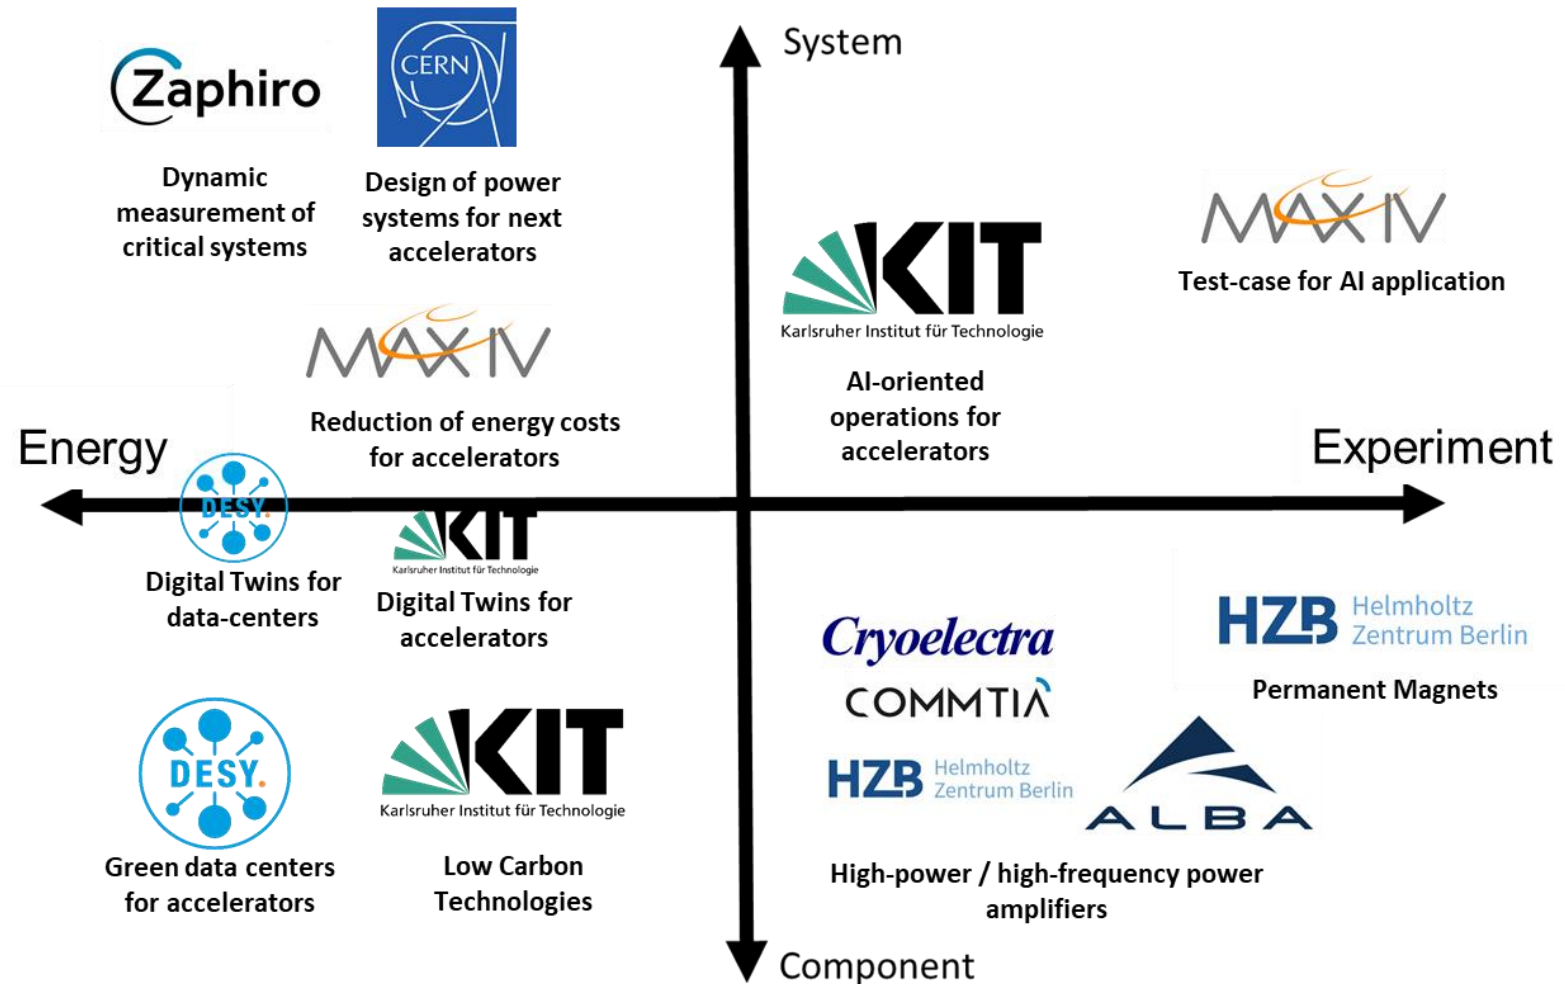 System
Zaphiro
CERN
Dynamic
measurement of
critical systems
Design of power
systems for next
accelerators
MAX IV
Test-case for AI application
KIT
Karlsruher Institut für Technologie
AI-oriented
operations for
accelerators
MAX IV
Reduction of energy costs
for accelerators
Energy
Experiment
DESY.
Digital Twins for
data-centers
KIT
Karlsruher Institut für Technologie
Digital Twins for
accelerators
Cryoelectra
COMMTIA
HZB Helmholtz
Zentrum Berlin
Permanent Magnets
DESY.
Green data centers
for accelerators
KIT
Karlsruher Institut für Technologie
Low Carbon
Technologies
HZB Helmholtz
Zentrum Berlin
ALBA
High-power / high-frequency power
amplifiers
Component